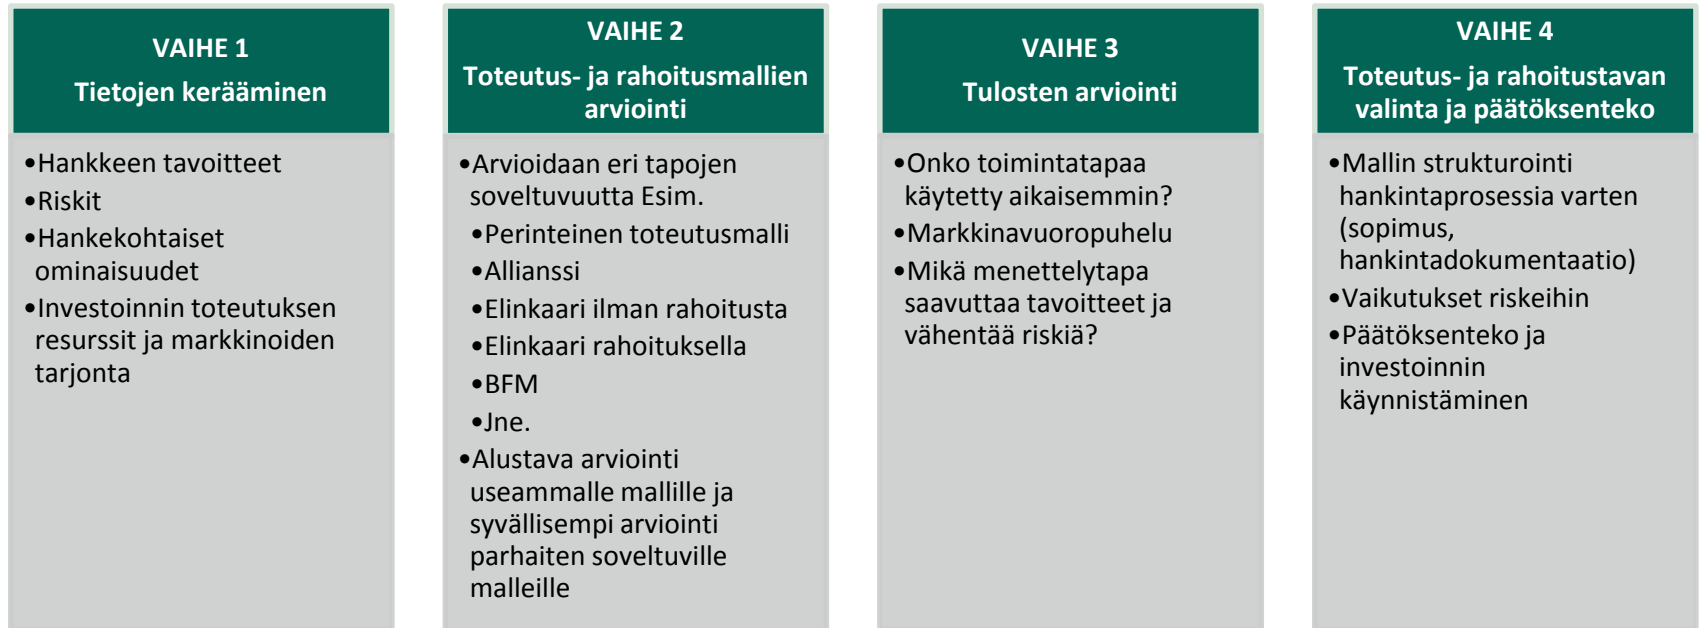 VAIHE 1
Tietojen kerääminen
•Hankkeen tavoitteet
•Riskit
•Hankekohtaiset
ominaisuudet
•Investoinnin toteutuksen
resurssit ja markkinoiden
tarjonta
VAIHE 2
Toteutus- ja rahoitusmallien
arviointi
•Arvioidaan eri tapojen
soveltuvuutta Esim.
•Perinteinen toteutusmalli
•Allianssi
•Elinkaari ilman rahoitusta
•Elinkaari rahoituksella
•BFM
•Jne.
•Alustava arviointi
useammalle mallille ja
syvällisempi arviointi
parhaiten soveltuville
malleille
VAIHE 3
Tulosten arviointi
•Onko toimintatapaa
käytetty aikaisemmin?
•Markkinavuoropuhelu
•Mikä menettelytapa
saavuttaa tavoitteet ja
vähentää riskiä?
VAIHE 4
Toteutus- ja rahoitustavan
valinta ja päätöksenteko
•Mallin strukturointi
hankintaprosessia varten
(sopimus,
hankintadokumentaatio)
•Vaikutukset riskeihin
•Päätöksenteko ja
investoinnin
käynnistäminen